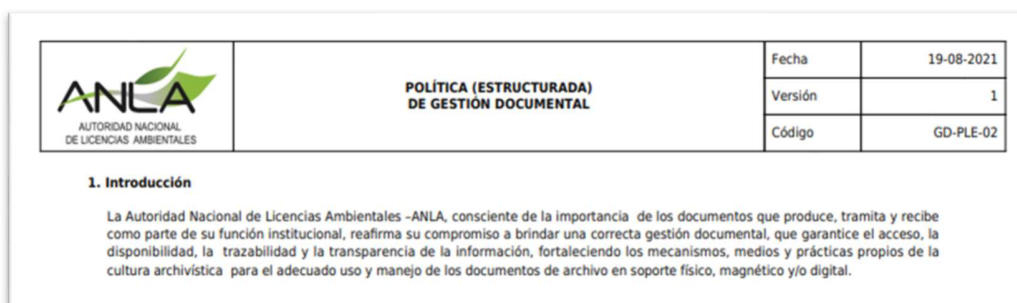 ANLA
AUTORIDAD NACIONAL
DE LICENCIAS AMBIENTALES
POLÍTICA (ESTRUCTURADA)
DE GESTIÓN DOCUMENTAL
Fecha 19-08-2021
Versión 1
Código GD-PLE-02
1. Introducción
La Autoridad Nacional de Licencias Ambientales –ANLA, consciente de la importancia de los documentos que produce, tramita y recibe
como parte de su función institucional, reafirma su compromiso a brindar una correcta gestión documental, que garantice el acceso, la
disponibilidad, la trazabilidad y la transparencia de la información, fortaleciendo los mecanismos, medios y prácticas propios de la
cultura archivística para el adecuado uso y manejo de los documentos de archivo en soporte físico, magnético y/o digital.